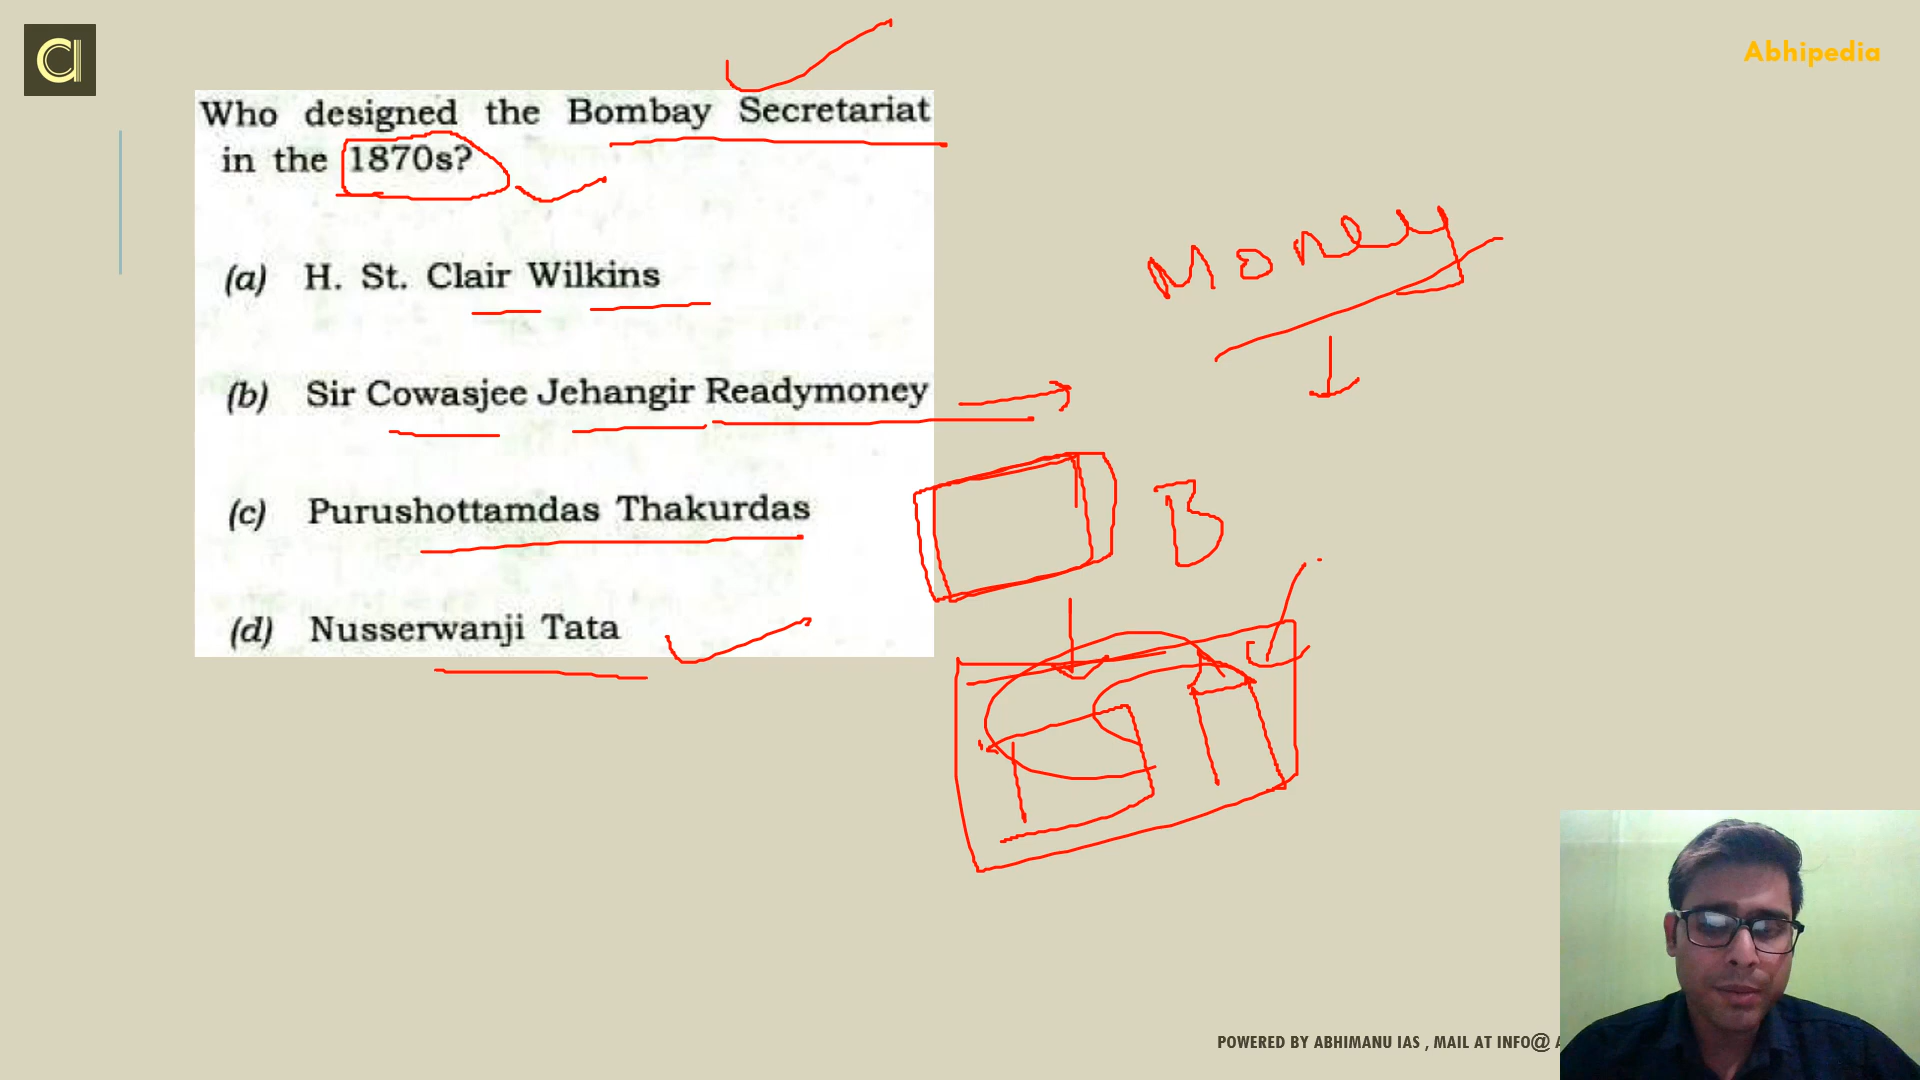 Abhipedia
Who designed the Bombay Secretariat
in the 1870s?
(a) H. St. Clair Wilkins
(b) Sir Cowasjee Jehangir Readymoney
(c) Purushottamdas Thakurdas
(d) Nusserwanji Tata
Money
B
POWERED BY ABHIMANU IAS , MAIL AT INFO@ A